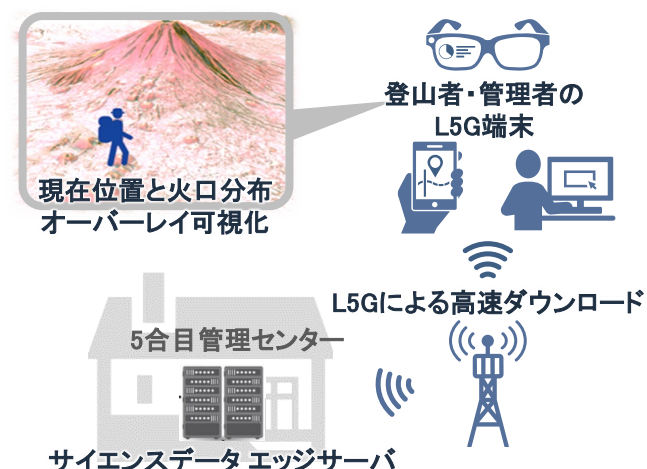 登山者・管理者の
L5G端末
現在位置と火口分布
オーバーレイ可視化
L5Gによる高速ダウンロード
5合目管理センター
サイエンスデータ エッジサーバ